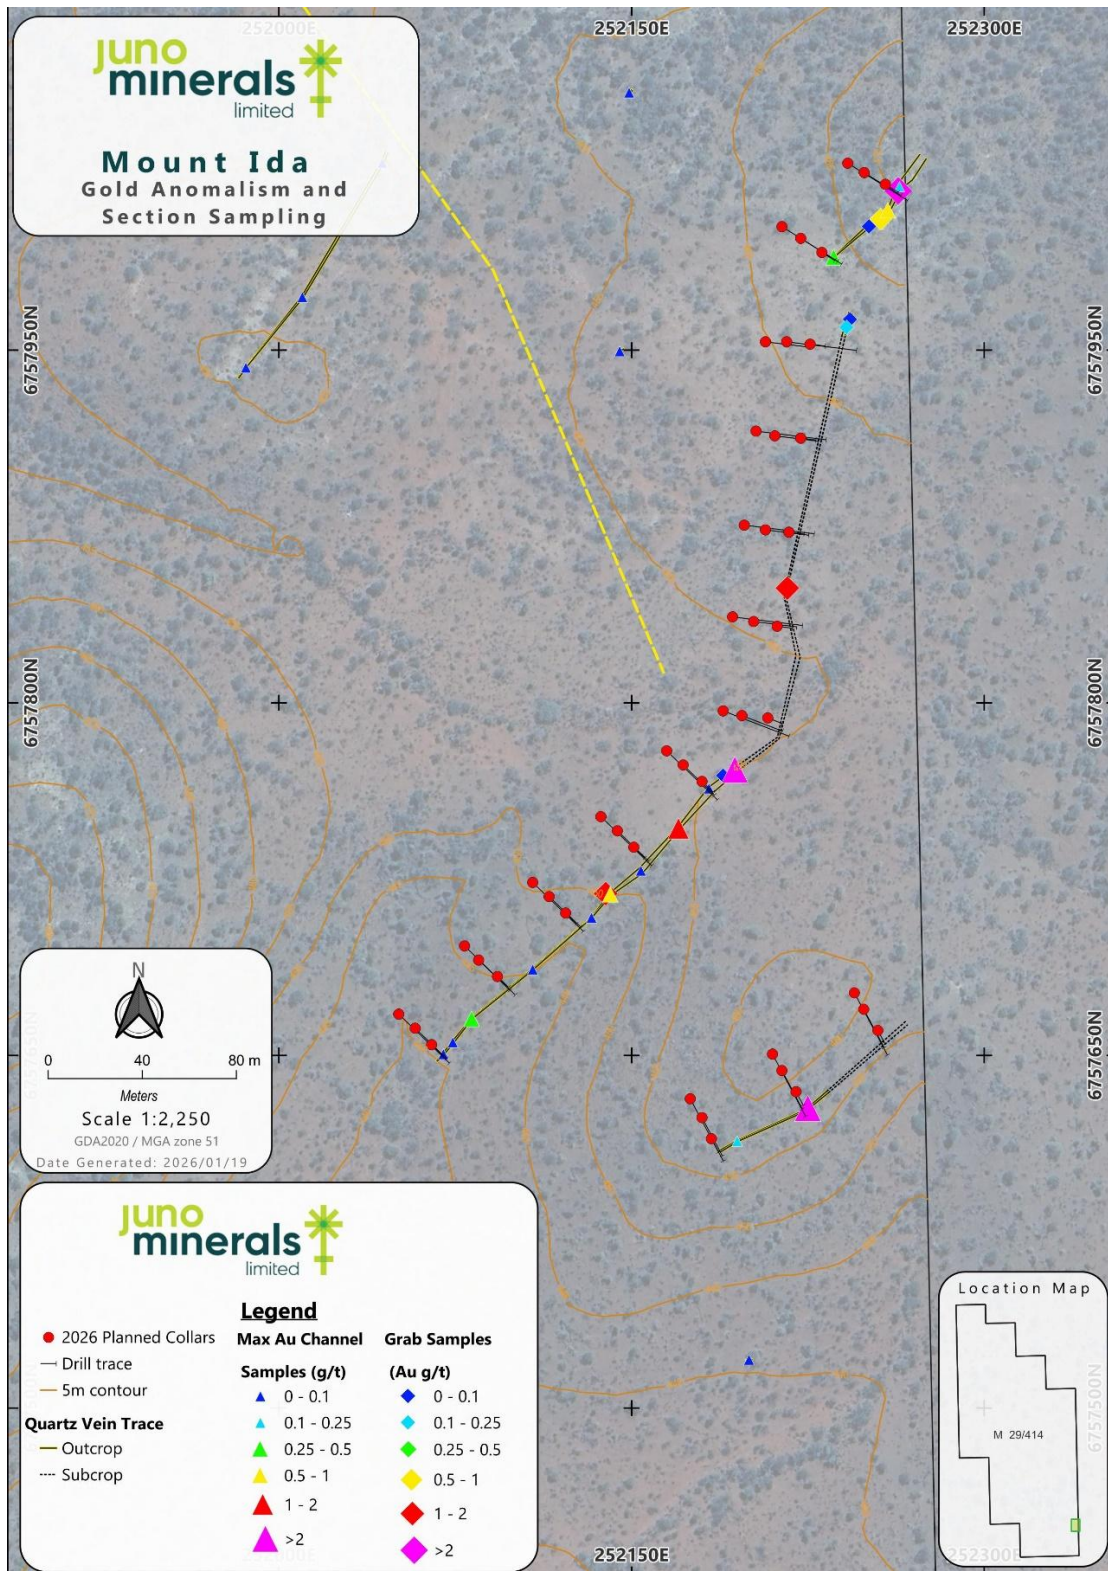 252000E
252150E
252300E
juno
minerals
limited
Mount Ida
Gold Anomalism and
Section Sampling
6757950N
6757950N
6757800N
6757800N
6757650N
6757650N
N
0 40 80 m
Meters
Scale 1:2,250
GDA2020 / MGA zone 51
Date Generated: 2026/01/19
juno
minerals
limited
Legend
2026 Planned Collars
Drill trace
5m contour
Quartz Vein Trace
Outcrop
Subcrop
Max Au Channel
Samples (g/t)
0 - 0.1
0.1 - 0.25
0.25 - 0.5
0.5 - 1
1 - 2
>2
Grab Samples
(Au g/t)
0 - 0.1
0.1 - 0.25
0.25 - 0.5
0.5 - 1
1 - 2
>2
Location Map
M 29/414
6757500N
252150E
252300E